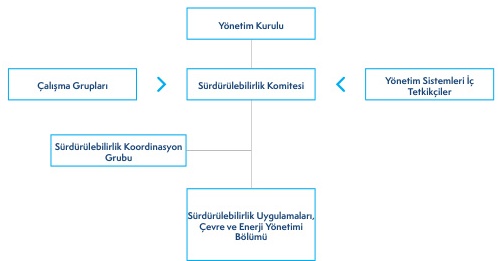 Yönetim Kurulu
Çalışma Grupları
Sürdürülebilirlik Komitesi
Yönetim Sistemleri İç
Tetkikçiler
Sürdürülebilirlik Koordinasyon
Grubu
Sürdürülebilirlik Uygulamaları,
Çevre ve Enerji Yönetimi
Bölümü